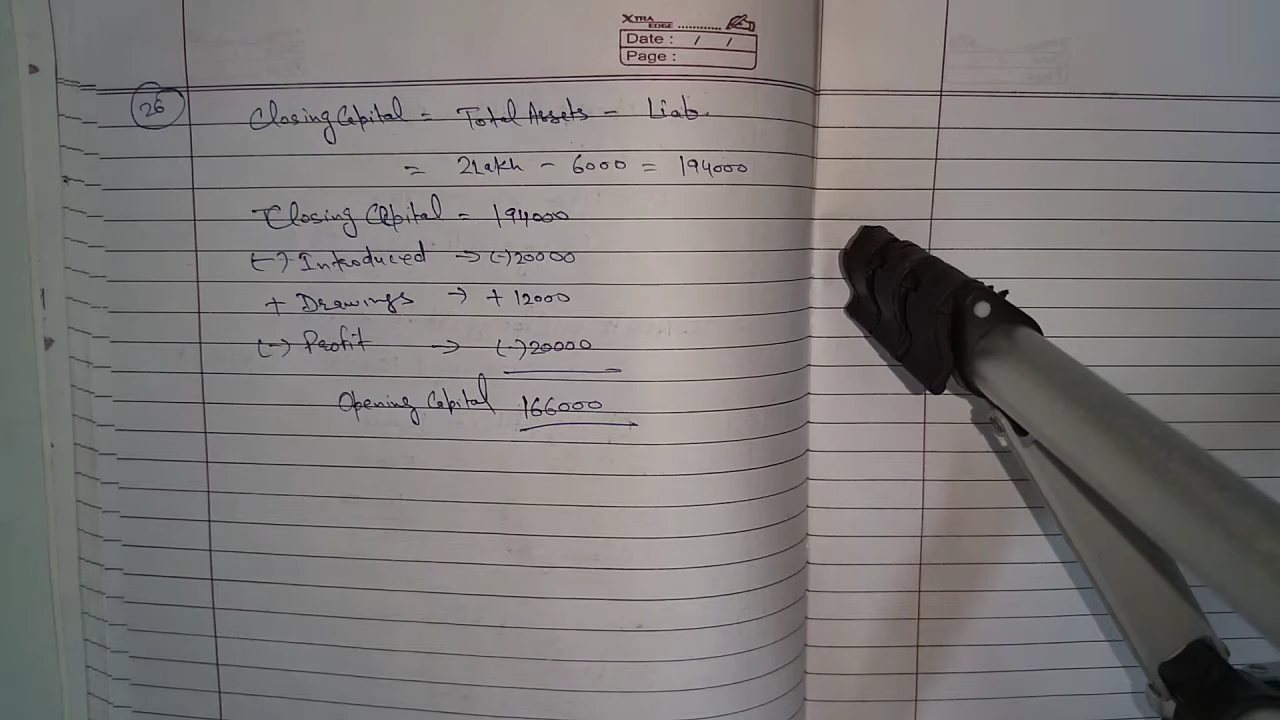 XTRA EDGE ............
Date : / /
Page :
26 Closing Capital = Total Assets - Liab.
= 2Lakh - 6000 = 194000
Closing Capital = 194000
(-) Introduced → (-)20000
+ Drawings → + 12000
(-) Profit → (-)20000
Opening Capital 166000